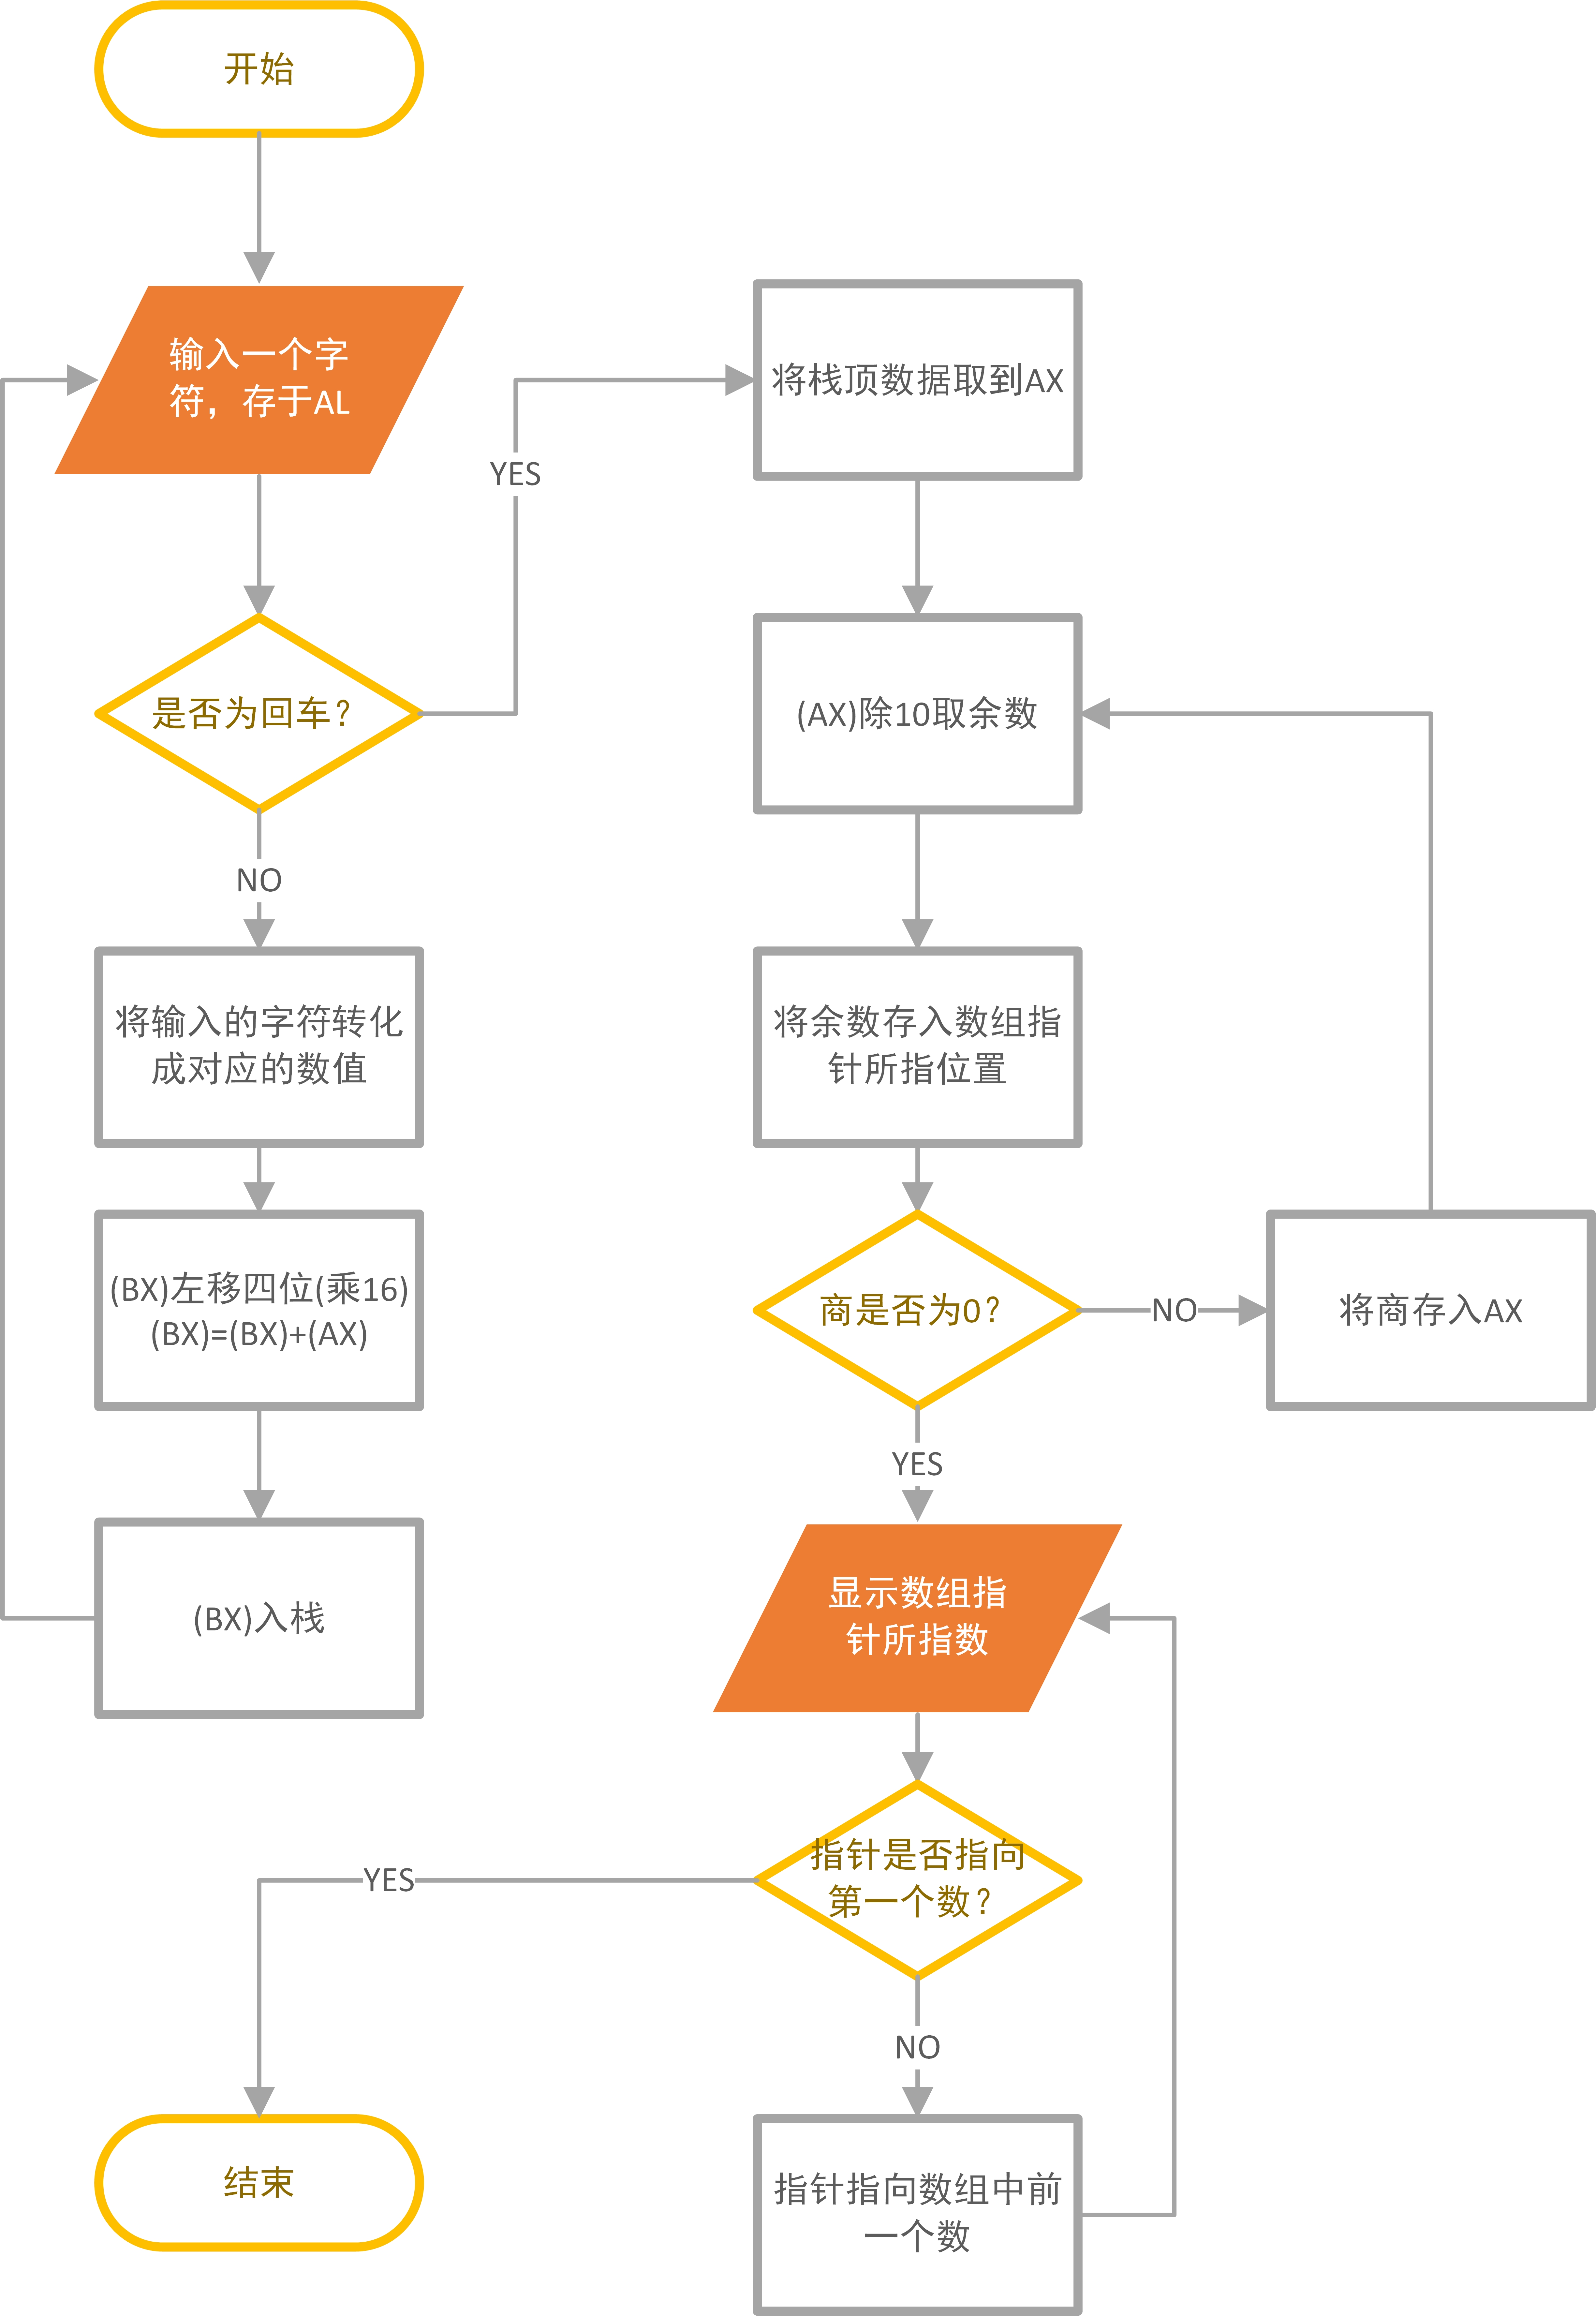 开始
输入一个字
符，存于AL
是否为回车？
YES
NO
将输入的字符转化
成对应的数值
(BX)左移四位(乘16)
(BX)=(BX)+(AX)
(BX)入栈
将栈顶数据取到AX
(AX)除10取余数
将余数存入数组指
针所指位置
商是否为0？
NO
将商存入AX
YES
显示数组指
针所指数
指针是否指向
第一个数？
YES
NO
指针指向数组中前
一个数
结束